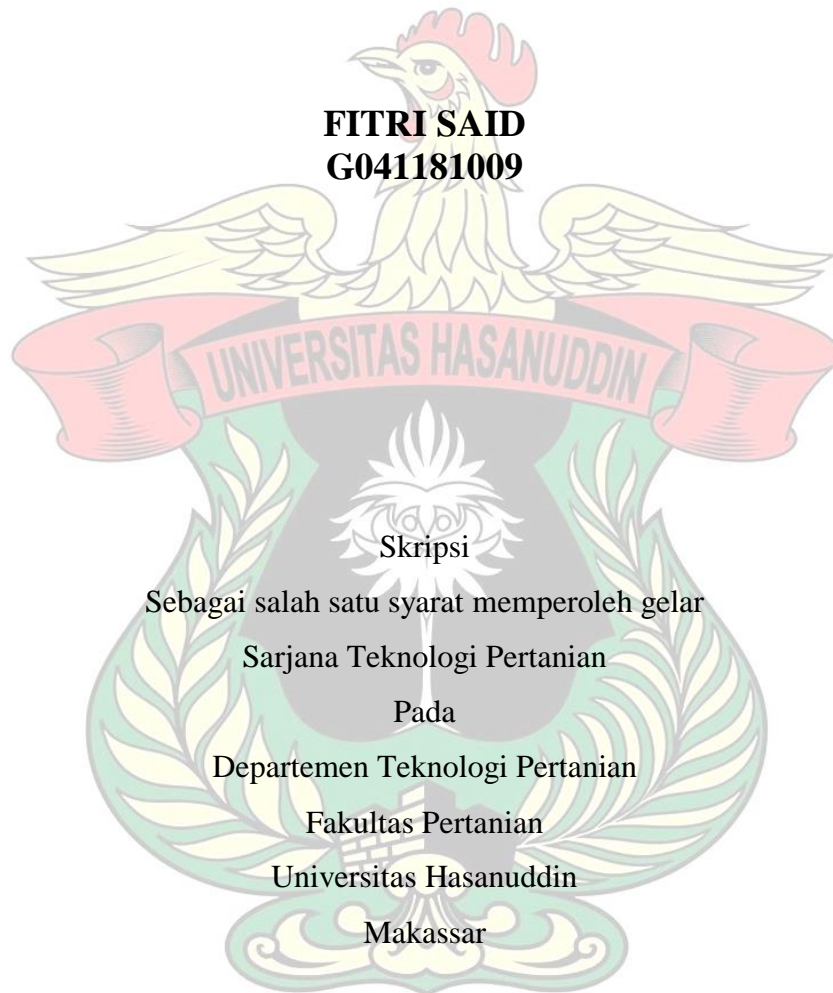 FITRI SAID
G041181009
UNIVERSITAS HASANUDDIN
Skripsi
Sebagai salah satu syarat memperoleh gelar
Sarjana Teknologi Pertanian
Pada
Departemen Teknologi Pertanian
Fakultas Pertanian
Universitas Hasanuddin
Makassar